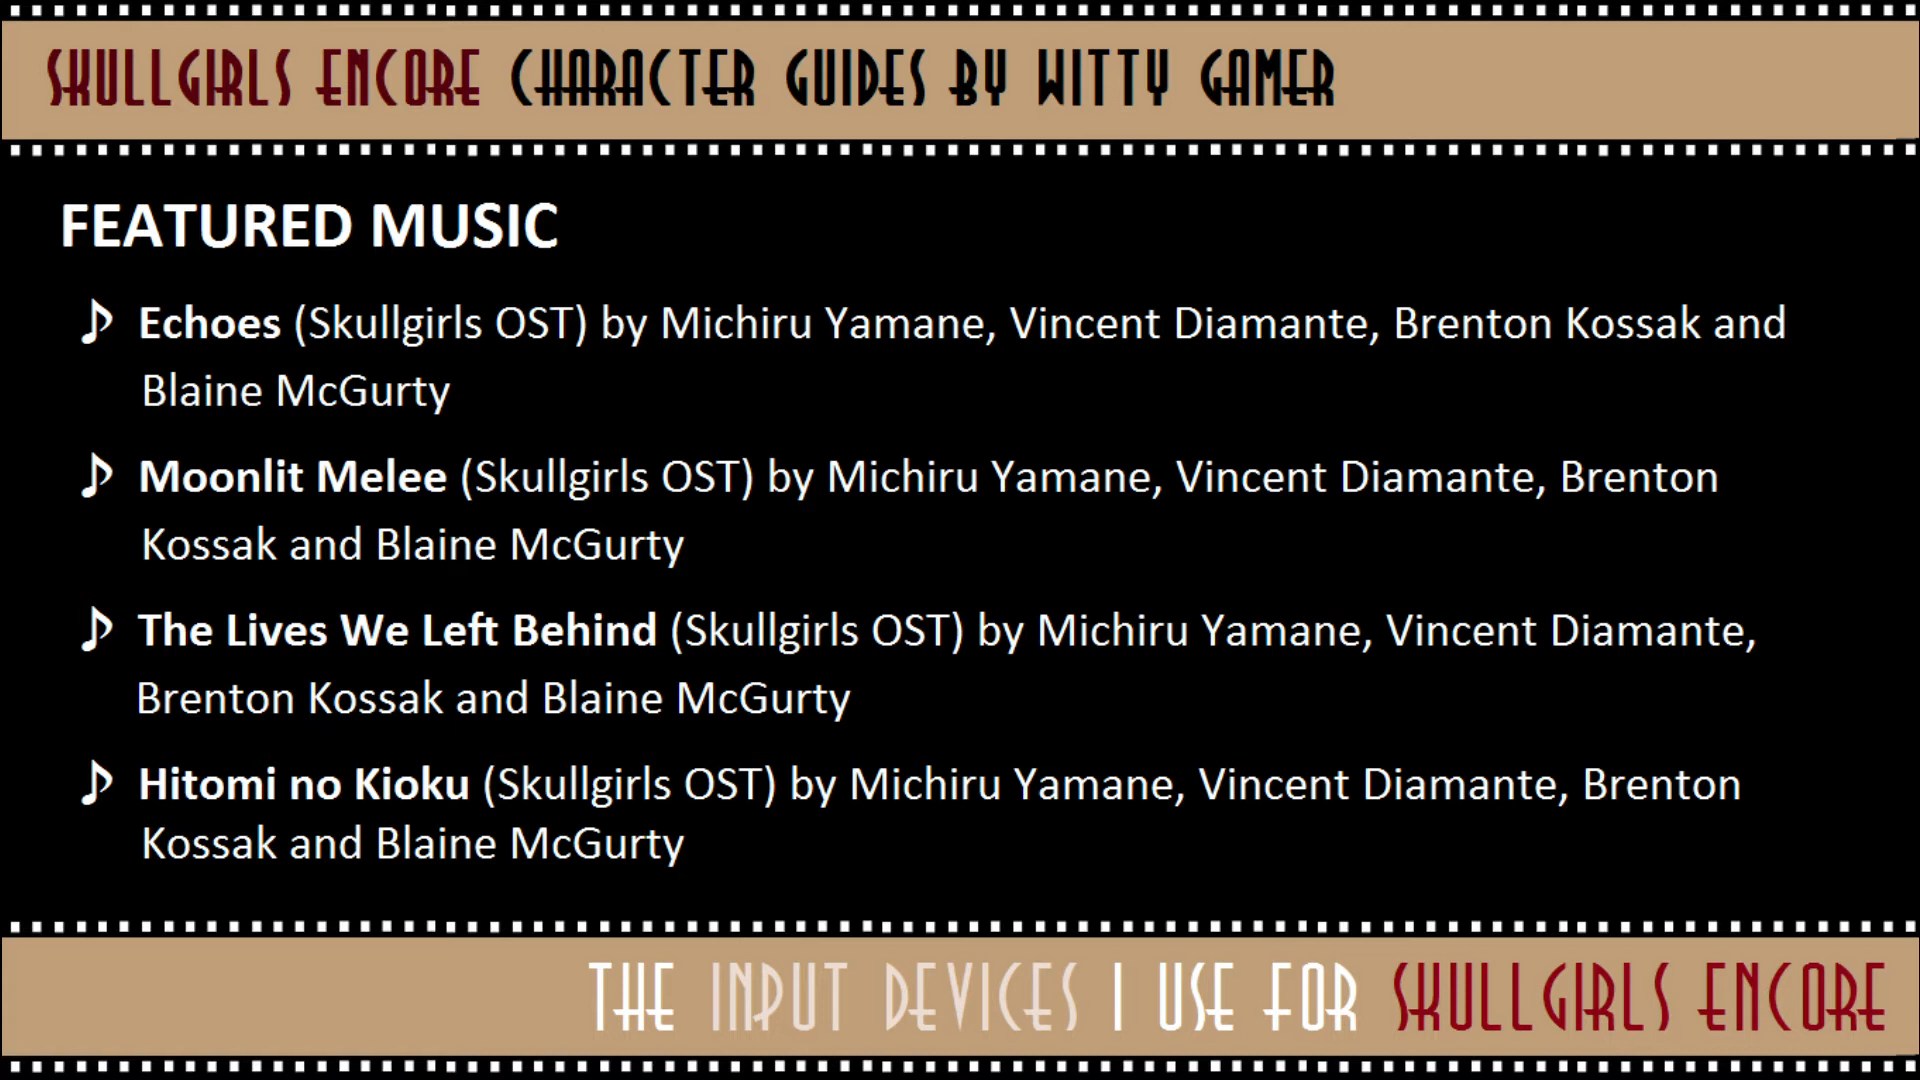 SKULLGIRLS ENCORE CHARACTER GUIDES BY WITTY GAMER
FEATURED MUSIC
♪ Echoes (Skullgirls OST) by Michiru Yamane, Vincent Diamante, Brenton Kossak and
Blaine McGurty
♪ Moonlit Melee (Skullgirls OST) by Michiru Yamane, Vincent Diamante, Brenton
Kossak and Blaine McGurty
♪ The Lives We Left Behind (Skullgirls OST) by Michiru Yamane, Vincent Diamante,
Brenton Kossak and Blaine McGurty
♪ Hitomi no Kioku (Skullgirls OST) by Michiru Yamane, Vincent Diamante, Brenton
Kossak and Blaine McGurty
THE INPUT DEVICES I USE FOR SKULLGIRLS ENCORE